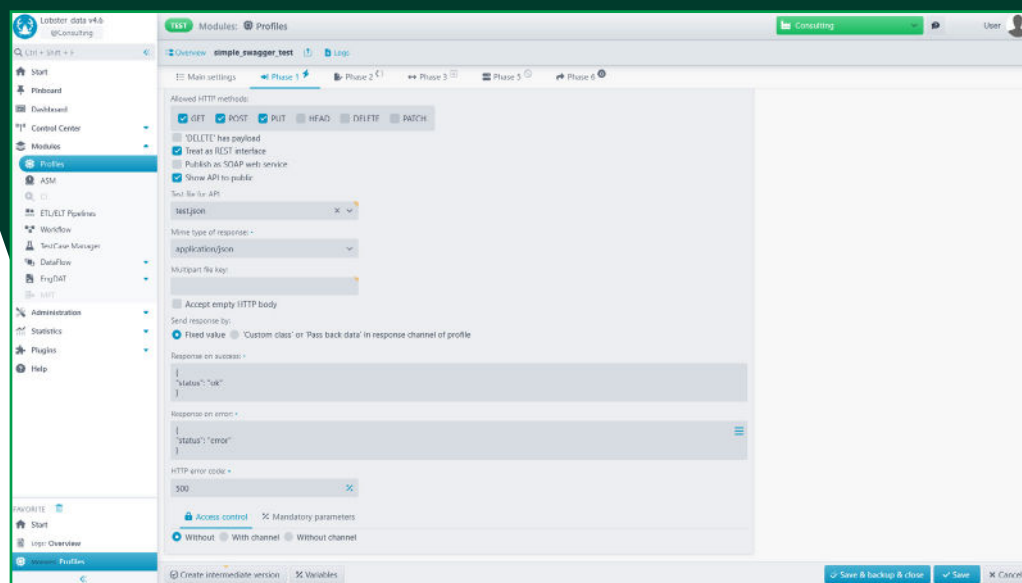 Lobster data v4.6
@Consulting
TEST Modules: Profiles
Consulting
User
Ctrl + Shift + F
Overview simple_swagger_test Logs
Main settings Phase 1 Phase 2 Phase 3 Phase 5 Phase 6
Start
Pinboard
Dashboard
Control Center
Modules
Profiles
ASM
ETL/ELT Pipelines
Workflow
TestCase Manager
DataFlow
EngDAT
Administration
Statistics
Plugins
Help
Allowed HTTP methods:
GET POST PUT HEAD DELETE PATCH
'DELETE' has payload
Treat as REST interface
Publish as SOAP web service
Show API to public
Test file for API:
test.json
Mime type of response:
application/json
Multipart file key:
Accept empty HTTP body
Send response by:
Fixed value 'Custom class' or 'Pass back data' in response channel of profile
Response on success:
{
"status": "ok"
}
Response on error:
{
"status": "error"
}
HTTP error code:
500
Access control Mandatory parameters
Without With channel Without channel
FAVORITE
Start
Logs: Overview
Modules: Profiles
Create intermediate version Variables
Save & backup & close Save Cancel